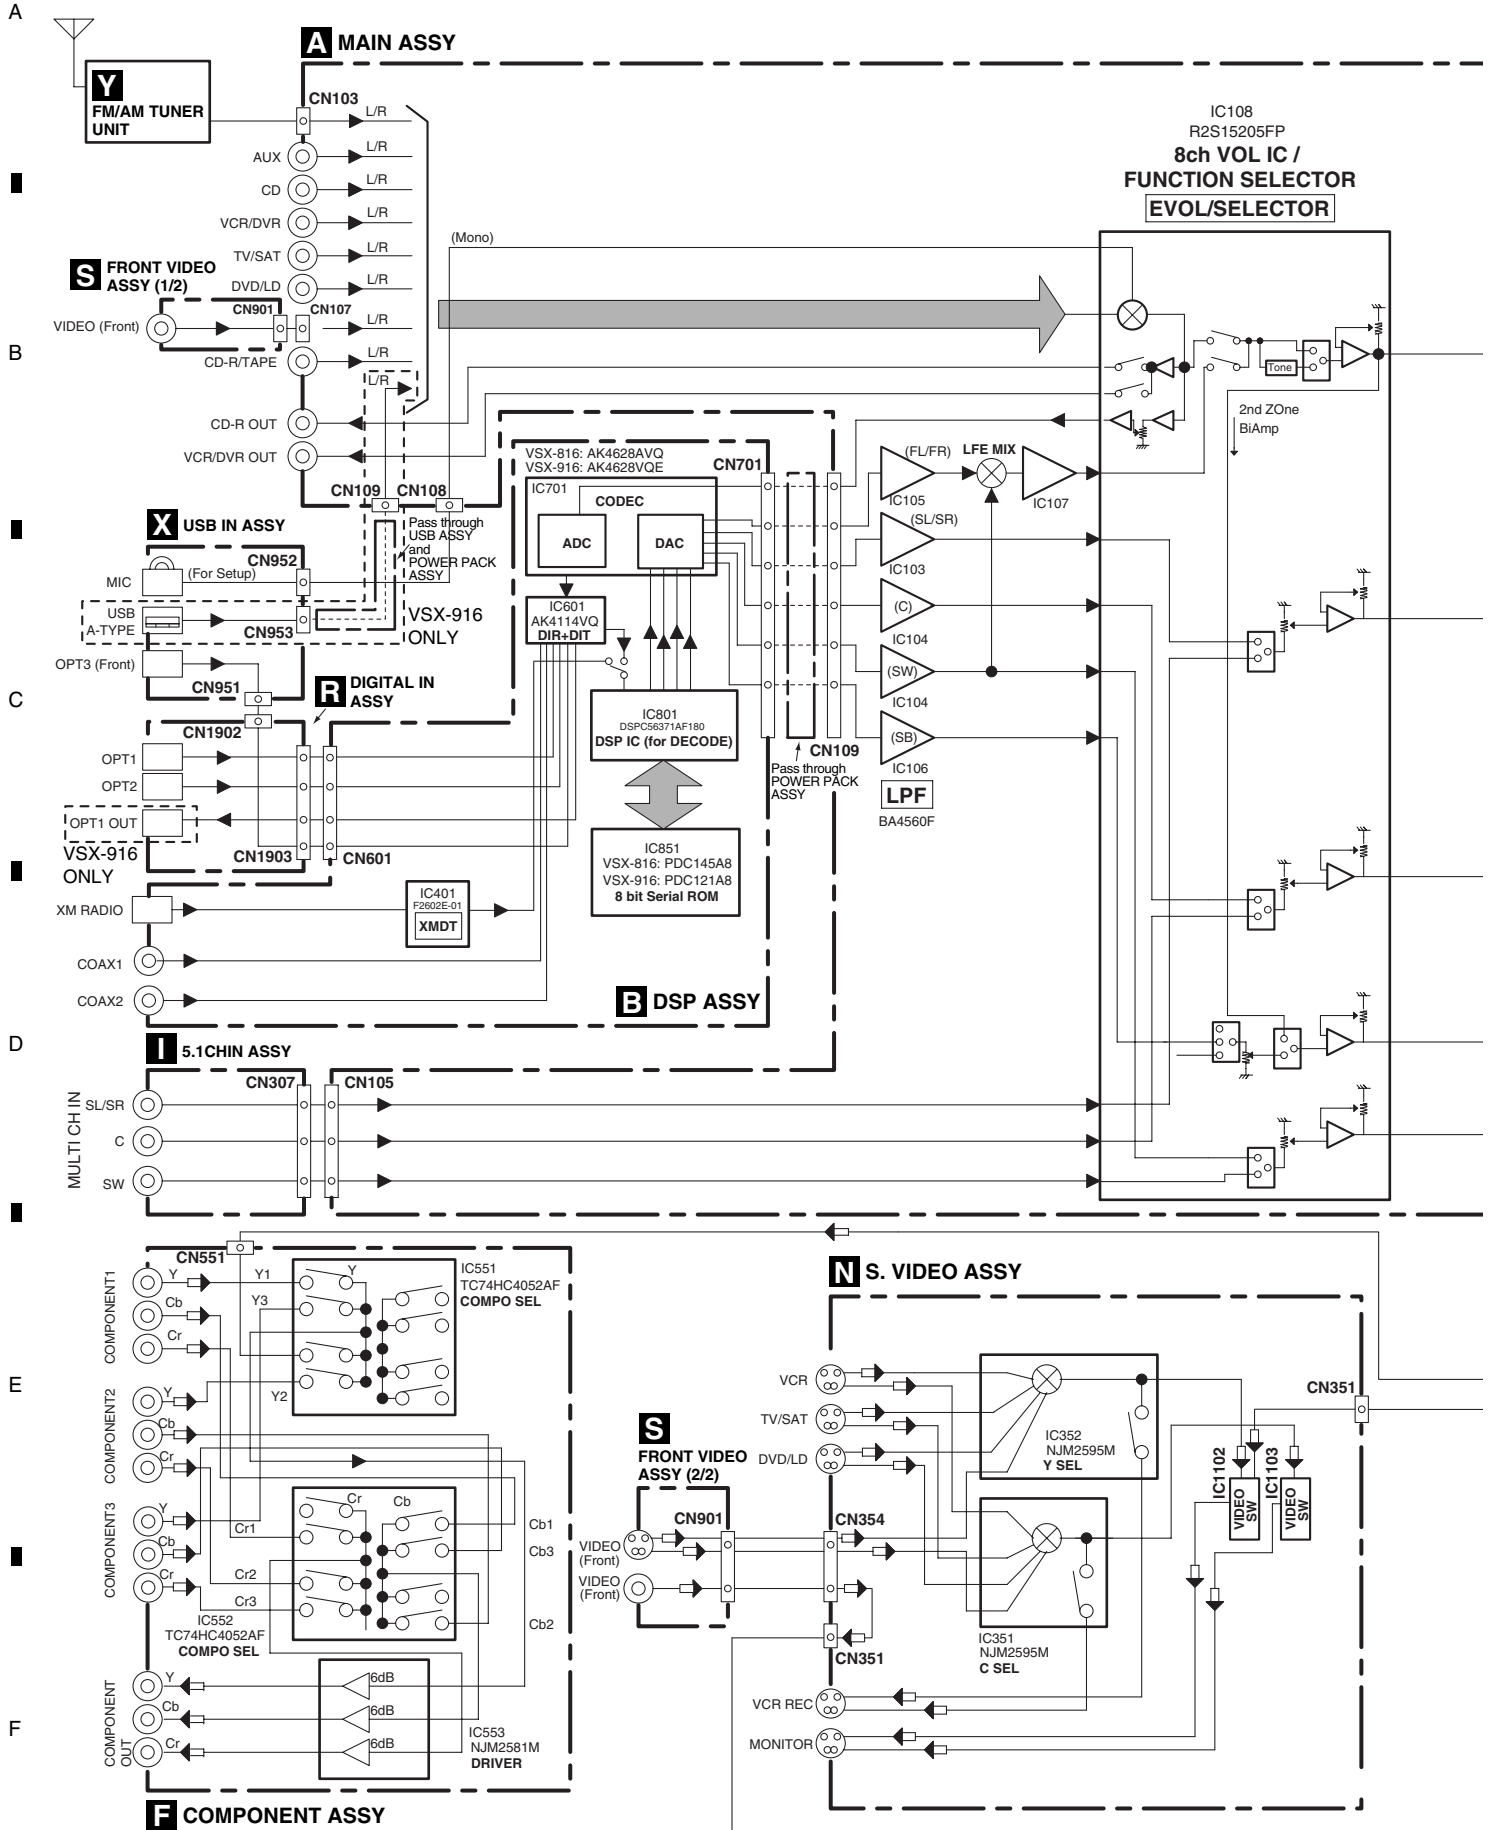 A
A MAIN ASSY
Y
FM/AM TUNER
UNIT
CN103
L/R
AUX
L/R
CD
L/R
VCR/DVR
L/R
TV/SAT
L/R
DVD/LD
L/R
S FRONT VIDEO
ASSY (1/2)
CN901
CN107
VIDEO (Front)
L/R
CD-R/TAPE
L/R
L/R
CD-R OUT
VCR/DVR OUT
(Mono)
IC108
R2S15205FP
8ch VOL IC /
FUNCTION SELECTOR
EVOL/SELECTOR
Tone
2nd ZOne
BiAmp
B
CN109
CN108
X USB IN ASSY
CN952
MIC
(For Setup)
USB
A-TYPE
CN953
VSX-916
ONLY
Pass through
USB ASSY
and
POWER PACK
ASSY
OPT3 (Front)
CN951
C
R DIGITAL IN
ASSY
CN1902
OPT1
OPT2
OPT1 OUT
VSX-916
ONLY
CN1903
CN601
VSX-816: AK4628AVQ
VSX-916: AK4628VQE
IC701
CODEC
ADC
DAC
CN701
IC601
AK4114VQ
DIR+DIT
IC801
DSPC56371AF180
DSP IC (for DECODE)
IC851
VSX-816: PDC145A8
VSX-916: PDC121A8
8 bit Serial ROM
Pass through
POWER PACK
ASSY
CN109
(FL/FR)
LFE MIX
IC105
IC107
(SL/SR)
IC103
(C)
IC104
(SW)
IC104
(SB)
IC106
LPF
BA4560F
XM RADIO
IC401
F2602E-01
XMDT
COAX1
COAX2
B DSP ASSY
D
I 5.1CHIN ASSY
CN307
CN105
MULTI CH IN
SL/SR
C
SW
CN551
COMPONENT1
Y
Cb
Cr
Y1
Y3
Y2
Y
IC551
TC74HC4052AF
COMPO SEL
E
COMPONENT2
Y
Cb
Cr
COMPONENT3
Y
Cb
Cr
Cr1
Cr2
Cr3
Cr
Cb
Cb1
Cb3
Cb2
IC552
TC74HC4052AF
COMPO SEL
COMPONENT
OUT
Y
Cb
Cr
6dB
6dB
6dB
IC553
NJM2581M
DRIVER
F
F COMPONENT ASSY
N S. VIDEO ASSY
VCR
TV/SAT
DVD/LD
IC352
NJM2595M
Y SEL
CN351
IC1102
VIDEO
SW
IC1103
VIDEO
SW
S
FRONT VIDEO
ASSY (2/2)
CN901
CN354
VIDEO
(Front)
VIDEO
(Front)
CN351
IC351
NJM2595M
C SEL
VCR REC
MONITOR